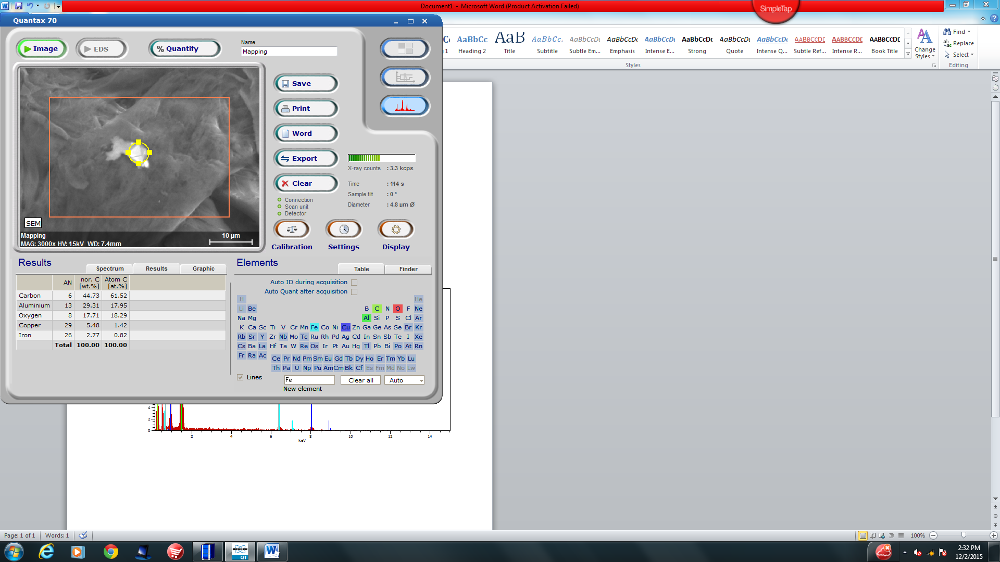 Document1 - Microsoft Word (Product Activation Failed)
SimpleTap
Quantax 70
Image
EDS
% Quantify
Name
Mapping
Save
Print
Word
Export
Clear
Connection
Scan unit
Detector
X-ray counts : 3.3 kcps
Time : 114 s
Sample tilt : 0 °
Diameter : 4.8 µm Ø
Calibration
Settings
Display
SEM
Mapping
MAG: 3000x HV: 15kV WD: 7.4mm
10 µm
AaBbCc Heading 2
AaB Title
AaBbCc. Subtitle
AaBbCcDc Subtle Em...
AaBbCcDc Emphasis
AaBbCcDc Intense E...
AaBbCcDc Strong
AaBbCcDc Quote
AaBbCcDc Intense Q...
AABBCCDE Subtle Ref...
AABBCCDE Intense R...
AABBCCDE Book Title
Change Styles
Styles
Find
Replace
Select
Editing
Results
Spectrum Results Graphic
AN nor. C [wt.%] Atom C [at.%]
Carbon 6 44.73 61.52
Aluminium 13 29.31 17.95
Oxygen 8 17.71 18.29
Copper 29 5.48 1.42
Iron 26 2.77 0.82
Total 100.00 100.00
Elements
Table Finder
Auto ID during acquisition
Auto Quant after acquisition
H He
Li Be B C N O F Ne
Na Mg Al Si P S Cl Ar
K Ca Sc Ti V Cr Mn Fe Co Ni Cu Zn Ga Ge As Se Br Kr
Rb Sr Y Zr Nb Mo Tc Ru Rh Pd Ag Cd In Sn Sb Te I Xe
Cs Ba La Hf Ta W Re Os Ir Pt Au Hg Tl Pb Bi Po At Rn
Fr Ra Ac
Ce Pr Nd Pm Sm Eu Gd Tb Dy Ho Er Tm Yb Lu
Th Pa U Np Pu Am Cm Bk Cf Es Fm Md No Lw
Lines
Fe
Clear all
Auto
New element
4
2
0
2 4 6 8 10 12 14
keV
Page: 1 of 1 Words: 1
100%
BRUKER
QT
2:32 PM
12/2/2015